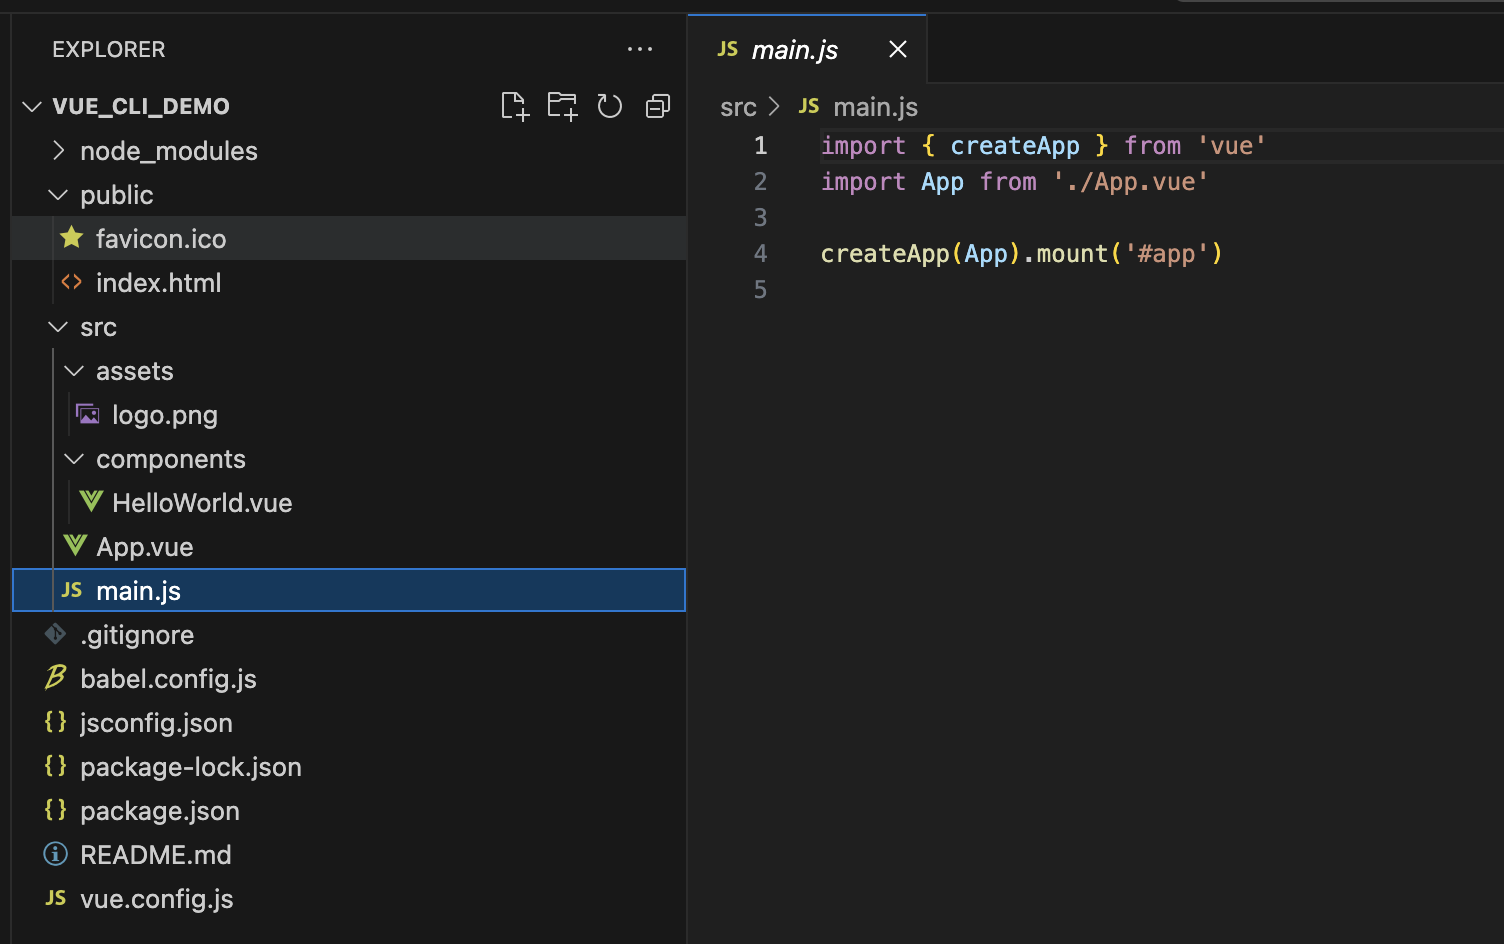 EXPLORER
VUE_CLI_DEMO
node_modules
public
favicon.ico
index.html
src
assets
logo.png
components
HelloWorld.vue
App.vue
JS main.js
.gitignore
babel.config.js
{} jsconfig.json
{} package-lock.json
{} package.json
README.md
JS vue.config.js
JS main.js
src > JS main.js
1 import { createApp } from 'vue'
2 import App from './App.vue'
3
4 createApp(App).mount('#app')
5